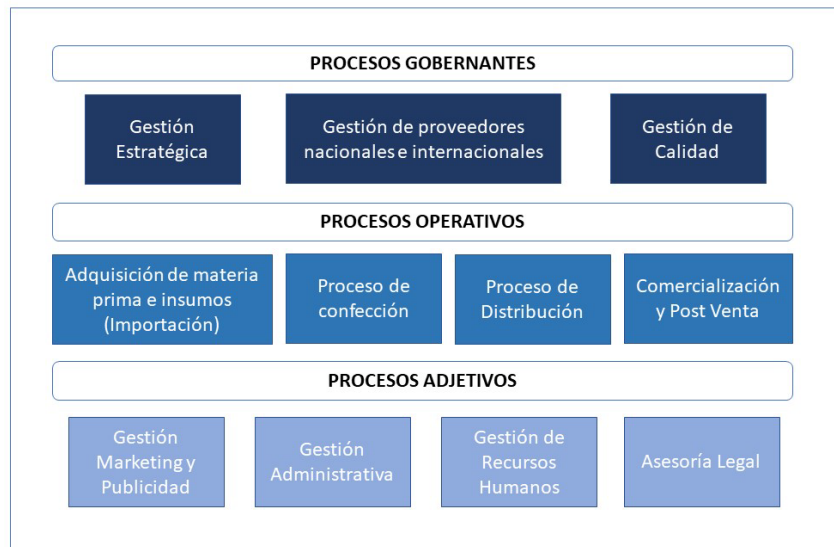 PROCESOS GOBERNANTES
Gestión
Estratégica
Gestión de proveedores
nacionales e internacionales
Gestión de
Calidad
PROCESOS OPERATIVOS
Adquisición de materia
prima e insumos
(Importación)
Proceso de
confección
Proceso de
Distribución
Comercialización
y Post Venta
PROCESOS ADJETIVOS
Gestión
Marketing y
Publicidad
Gestión
Administrativa
Gestión de
Recursos
Humanos
Asesoría Legal